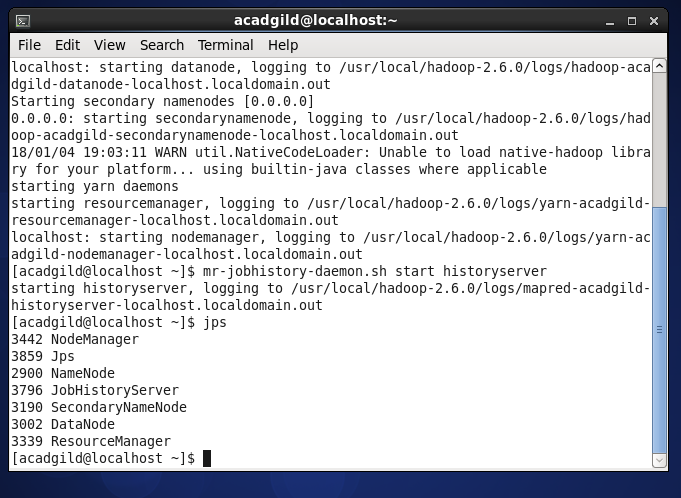 acadgild@localhost:~
File Edit View Search Terminal Help
localhost: starting datanode, logging to /usr/local/hadoop-2.6.0/logs/hadoop-aca
dgild-datanode-localhost.localdomain.out
Starting secondary namenodes [0.0.0.0]
0.0.0.0: starting secondarynamenode, logging to /usr/local/hadoop-2.6.0/logs/had
oop-acadgild-secondarynamenode-localhost.localdomain.out
18/01/04 19:03:11 WARN util.NativeCodeLoader: Unable to load native-hadoop libra
ry for your platform... using builtin-java classes where applicable
starting yarn daemons
starting resourcemanager, logging to /usr/local/hadoop-2.6.0/logs/yarn-acadgild-
resourcemanager-localhost.localdomain.out
localhost: starting nodemanager, logging to /usr/local/hadoop-2.6.0/logs/yarn-ac
adgild-nodemanager-localhost.localdomain.out
[acadgild@localhost ~]$ mr-jobhistory-daemon.sh start historyserver
starting historyserver, logging to /usr/local/hadoop-2.6.0/logs/mapred-acadgild-
historyserver-localhost.localdomain.out
[acadgild@localhost ~]$ jps
3442 NodeManager
3859 Jps
2900 NameNode
3796 JobHistoryServer
3190 SecondaryNameNode
3002 DataNode
3339 ResourceManager
[acadgild@localhost ~]$